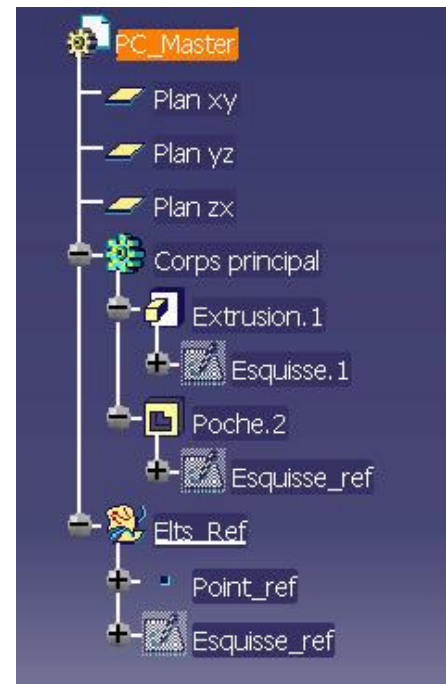 PC_Master
Plan xy
Plan yz
Plan zx
Corps principal
Extrusion.1
Esquisse.1
Poche.2
Esquisse_ref
Elts_Ref
Point_ref
Esquisse_ref